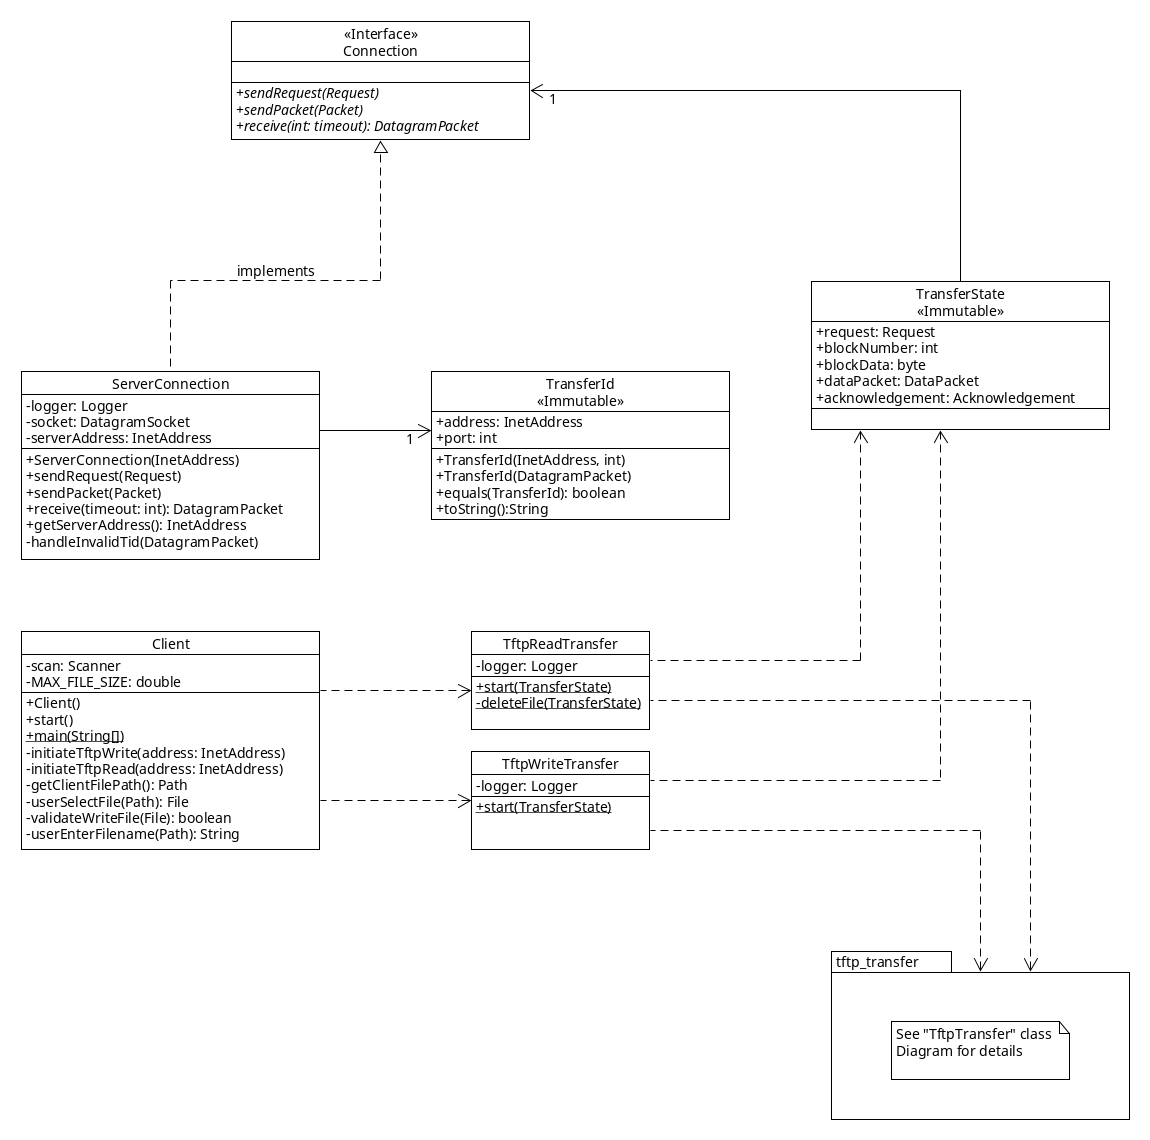 «Interface»
Connection
+sendRequest(Request)
+sendPacket(Packet)
+receive(int: timeout): DatagramPacket
1
implements
TransferState
«Immutable»
+request: Request
+blockNumber: int
+blockData: byte
+dataPacket: DataPacket
+acknowledgement: Acknowledgement
ServerConnection
-logger: Logger
-socket: DatagramSocket
-serverAddress: InetAddress
+ServerConnection(InetAddress)
+sendRequest(Request)
+sendPacket(Packet)
+receive(timeout: int): DatagramPacket
+getServerAddress(): InetAddress
-handleInvalidTid(DatagramPacket)
1
TransferId
«Immutable»
+address: InetAddress
+port: int
+TransferId(InetAddress, int)
+TransferId(DatagramPacket)
+equals(TransferId): boolean
+toString():String
Client
-scan: Scanner
-MAX_FILE_SIZE: double
+Client()
+start()
+main(String[])
-initiateTftpWrite(address: InetAddress)
-initiateTftpRead(address: InetAddress)
-getClientFilePath(): Path
-userSelectFile(Path): File
-validateWriteFile(File): boolean
-userEnterFilename(Path): String
TftpReadTransfer
-logger: Logger
+start(TransferState)
-deleteFile(TransferState)
TftpWriteTransfer
-logger: Logger
+start(TransferState)
tftp_transfer
See "TftpTransfer" class
Diagram for details